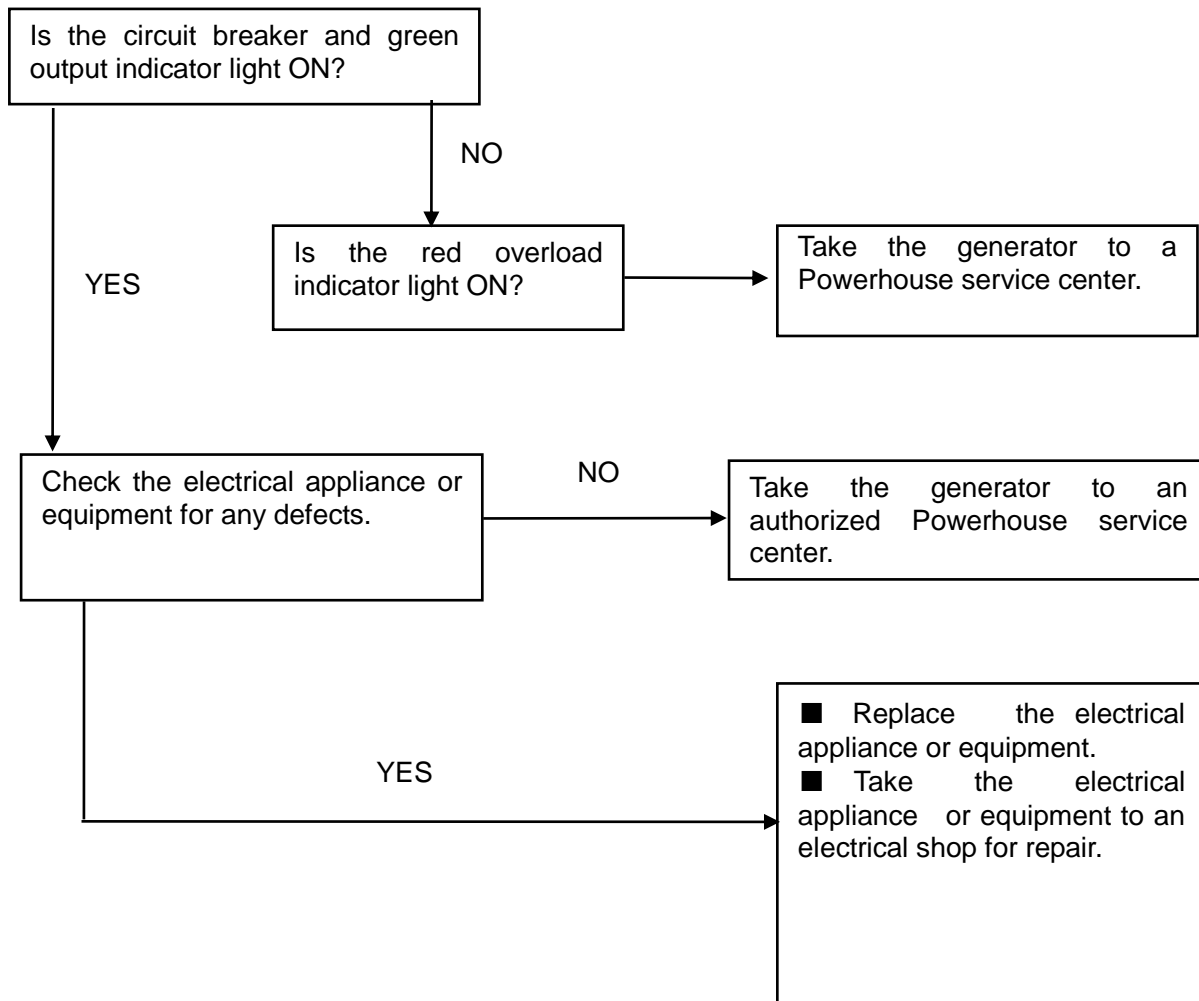 Is the circuit breaker and green
output indicator light ON?
NO
Is the red overload
indicator light ON?
Take the generator to a
Powerhouse service center.
YES
Check the electrical appliance or
equipment for any defects.
NO
Take the generator to an
authorized Powerhouse service
center.
YES
■ Replace the electrical
appliance or equipment.
■ Take the electrical
appliance or equipment to an
electrical shop for repair.